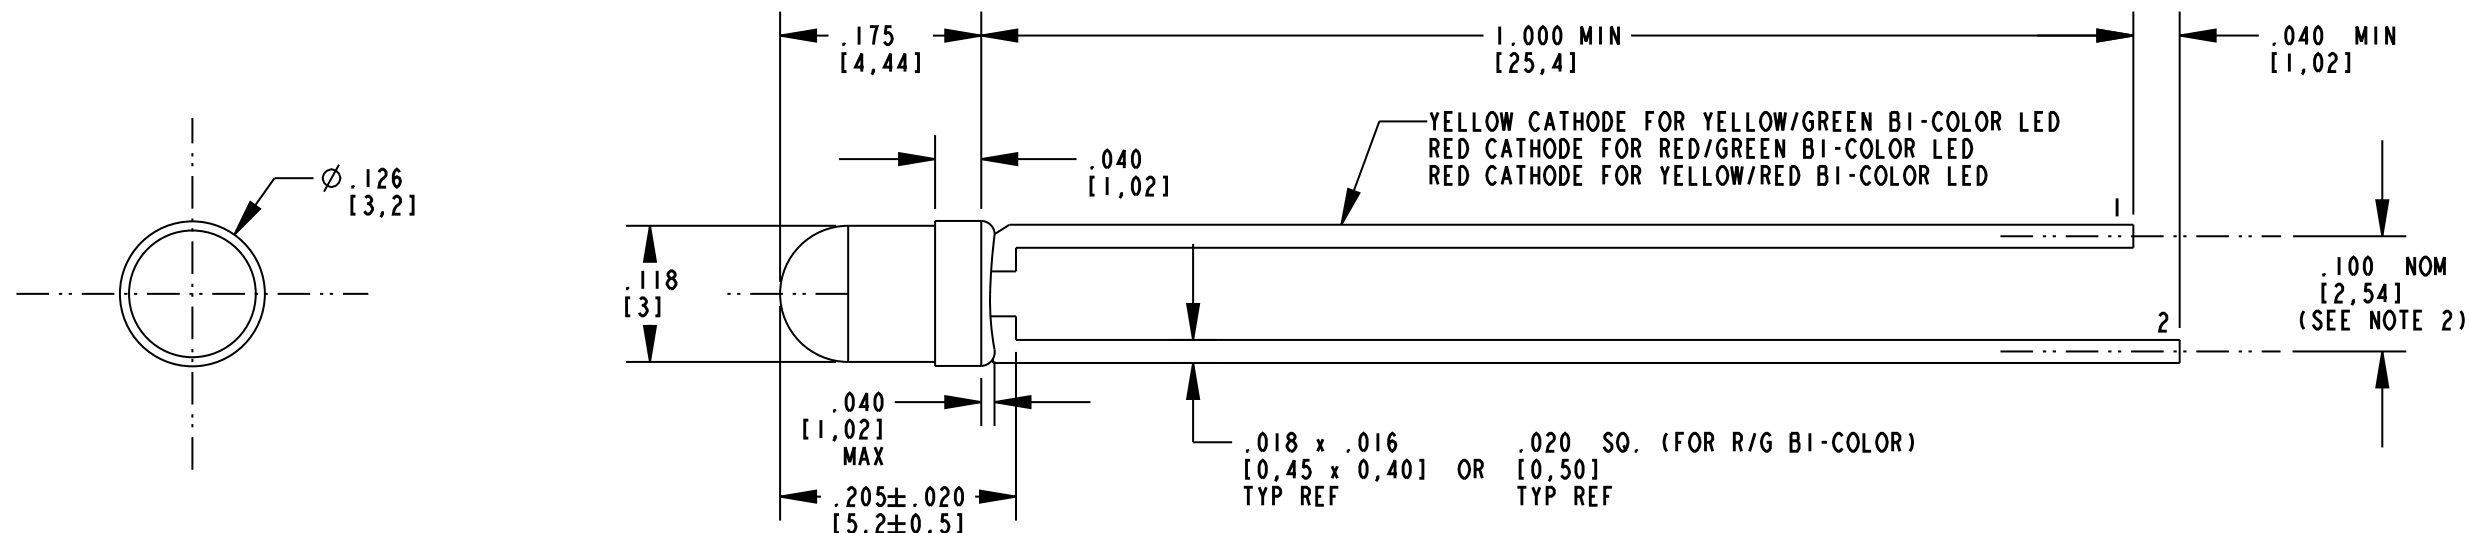 .175
[4,44]
1.000 MIN
[25,4]
.040 MIN
[1,02]
YELLOW CATHODE FOR YELLOW/GREEN BI-COLOR LED
RED CATHODE FOR RED/GREEN BI-COLOR LED
RED CATHODE FOR YELLOW/RED BI-COLOR LED
.040
[1,02]
Ø.126
[3,2]
1
.118
[3]
.100 NOM
[2,54]
(SEE NOTE 2)
2
.040
[1,02]
MAX
.018 x .016
[0,45 x 0,40] OR
TYP REF
.020 SQ. (FOR R/G BI-COLOR)
[0,50]
TYP REF
.205±.020
[5,2±0,5]